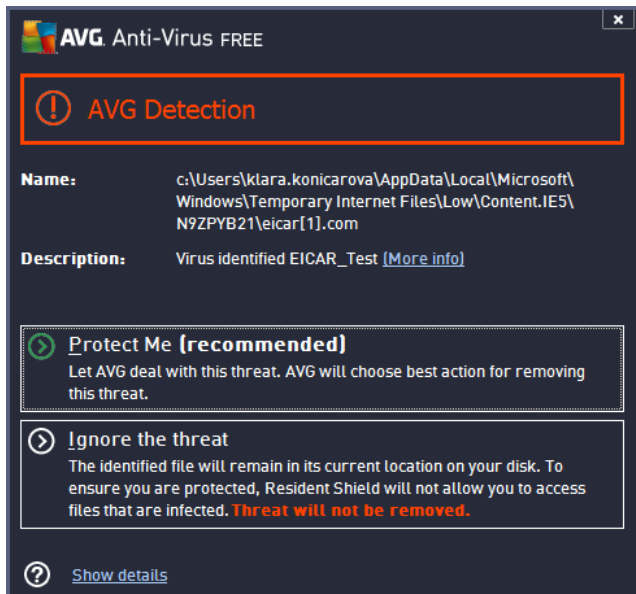 AVG. Anti-Virus FREE
x
AVG Detection
Name:
c:\Users\klara.konicarova\AppData\Local\Microsoft\
Windows\Temporary Internet Files\Low\Content.IE5\
N9ZPYB21\eicar[1].com
Description:
Virus identified EICAR_Test (More info)
Protect Me (recommended)
Let AVG deal with this threat. AVG will choose best action for removing
this threat.
Ignore the threat
The identified file will remain in its current location on your disk. To
ensure you are protected, Resident Shield will not allow you to access
files that are infected. Threat will not be removed.
? Show details